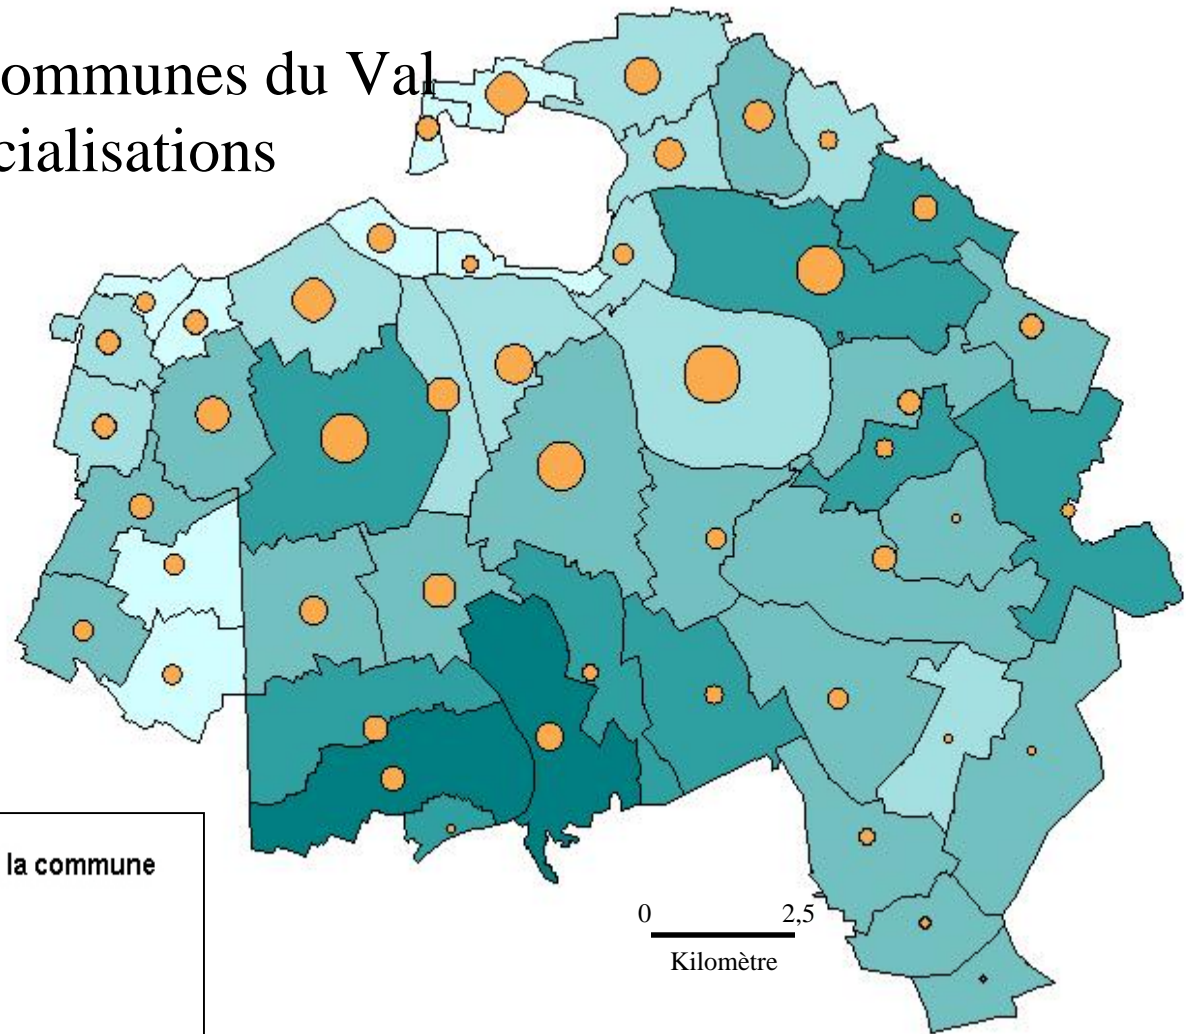 ommunes du Val
cialisations
la commune
0 2,5
Kilomètre